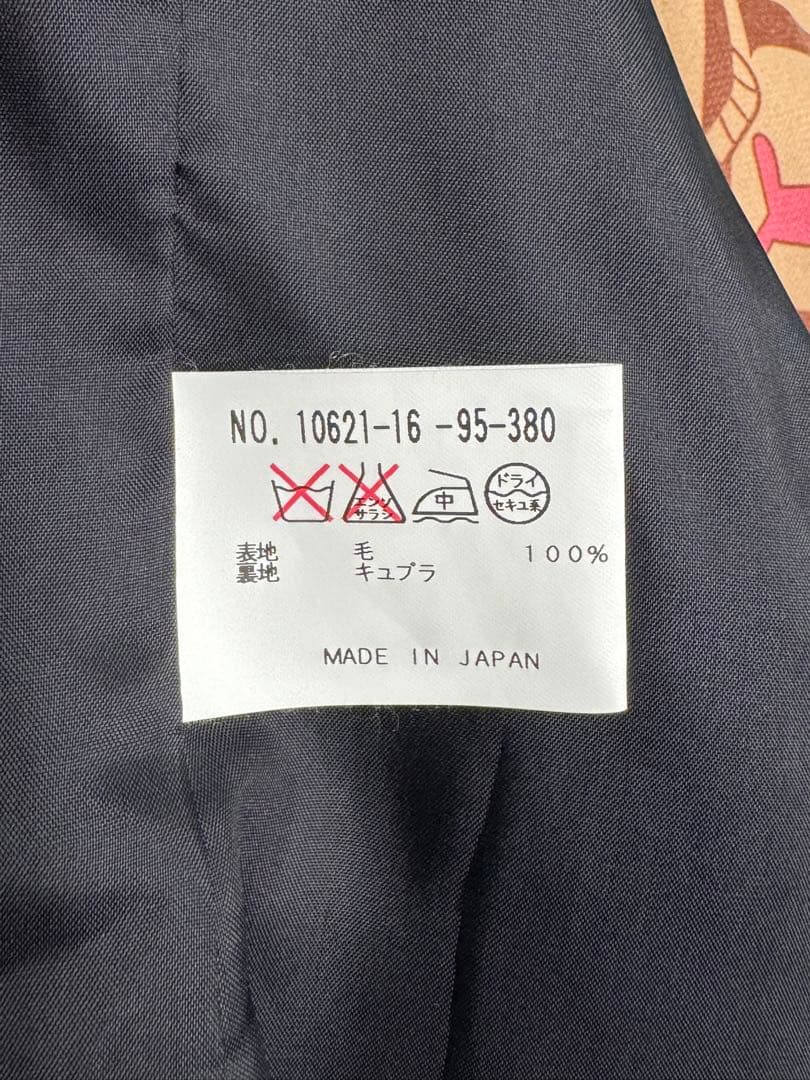 NO. 10621-16 -95-380
エンソ
サラシ
中
ドライ
セキユ系
表地 毛 100%
裏地 キュプラ
MADE IN JAPAN